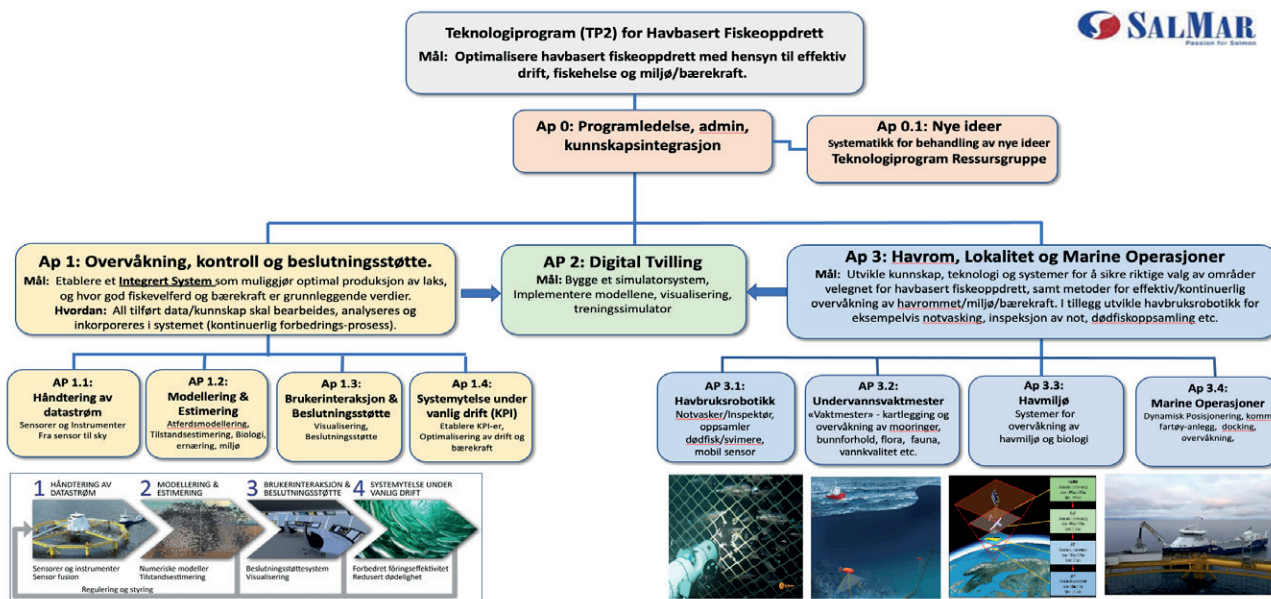 SALMAR
Passion for Salmon
Teknologiprogram (TP2) for Havbasert Fiskeoppdrett
Mål: Optimalisere havbasert fiskeoppdrett med hensyn til effektiv
drift, fiskehelse og miljø/bærekraft.
Ap 0: Programledelse, admin,
kunnskapsintegrasjon
Ap 0.1: Nye ideer
Systematikk for behandling av nye ideer
Teknologiprogram Ressursgruppe
Ap 1: Overvåkning, kontroll og beslutningsstøtte.
Mål: Etablere et Integrert System som muliggjør optimal produksjon av laks,
og hvor god fiskevelferd og bærekraft er grunnleggende verdier.
Hvordan: All tilført data/kunnskap skal bearbeides, analyseres og
inkorporeres i systemet (kontinuerlig forbedrings-prosess).
AP 2: Digital Tvilling
Mål: Bygge et simulatorsystem,
Implementere modellene, visualisering,
treningssimulator
Ap 3: Havrom, Lokalitet og Marine Operasjoner
Mål: Utvikle kunnskap, teknologi og systemer for å sikre riktige valg av områder
velegnet for havbasert fiskeoppdrett, samt metoder for effektiv/kontinuerlig
overvåkning av havrommet/miljø/bærekraft. I tillegg utvikle havbruksrobotikk for
eksempelvis notvasking, inspeksjon av not, dødfiskoppsamling etc.
AP 1.1:
Håndtering av
datastrøm
Sensorer og Instrumenter
Fra sensor til sky
AP 1.2:
Modellering &
Estimering
Atferdsmodellering,
Tilstandsestimering, Biologi,
ernæring, miljø
Ap 1.3:
Brukerinteraksjon &
Beslutningsstøtte
Visualisering,
Beslutningsstøtte
Ap 1.4:
Systemytelse under
vanlig drift (KPI)
Etablere KPI-er,
Optimalisering av drift og
bærekraft
AP 3.1:
Havbruksrobotikk
Notvasker/Inspektør,
oppsamler
dødfisk/svimere,
mobil sensor
AP 3.2:
Undervannsvaktmester
«Vaktmester» - kartlegging og
overvåkning av mooringer,
bunnforhold, flora, fauna,
vannkvalitet etc.
Ap 3.3:
Havmiljø
Systemer for
overvåkning av
havmiljø og biologi
AP 3.4:
Marine Operasjoner
Dynamisk Posisjonering, komm
fartøy-anlegg, docking,
overvåkning,
1 HÅNDTERING AV
DATASTRØM
2 MODELLERING &
ESTIMERING
3 BRUKERINTERAKSJON &
BESLUTNINGSSTØTTE
4 SYSTEMYTELSE UNDER
VANLIG DRIFT
Sensorer og instrumenter
Sensor fusion
Numeriske modeller
Tilstandsestimering
Beslutningsstøttesystem
Visualisering
Forbedret fôringseffektivitet
Redusert dødelighet
Regulering og styring